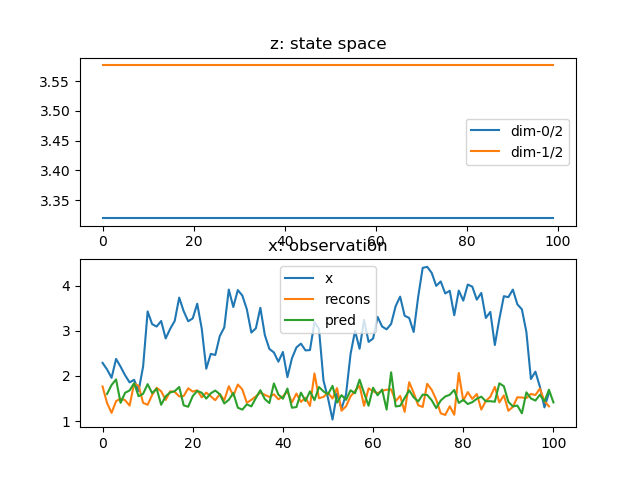 z: state space
3.55
3.50
3.45
3.40
3.35
dim-0/2
dim-1/2
0 20 40 60 80 100
x: observation
4
3
2
1
x
recons
pred
0 20 40 60 80 100